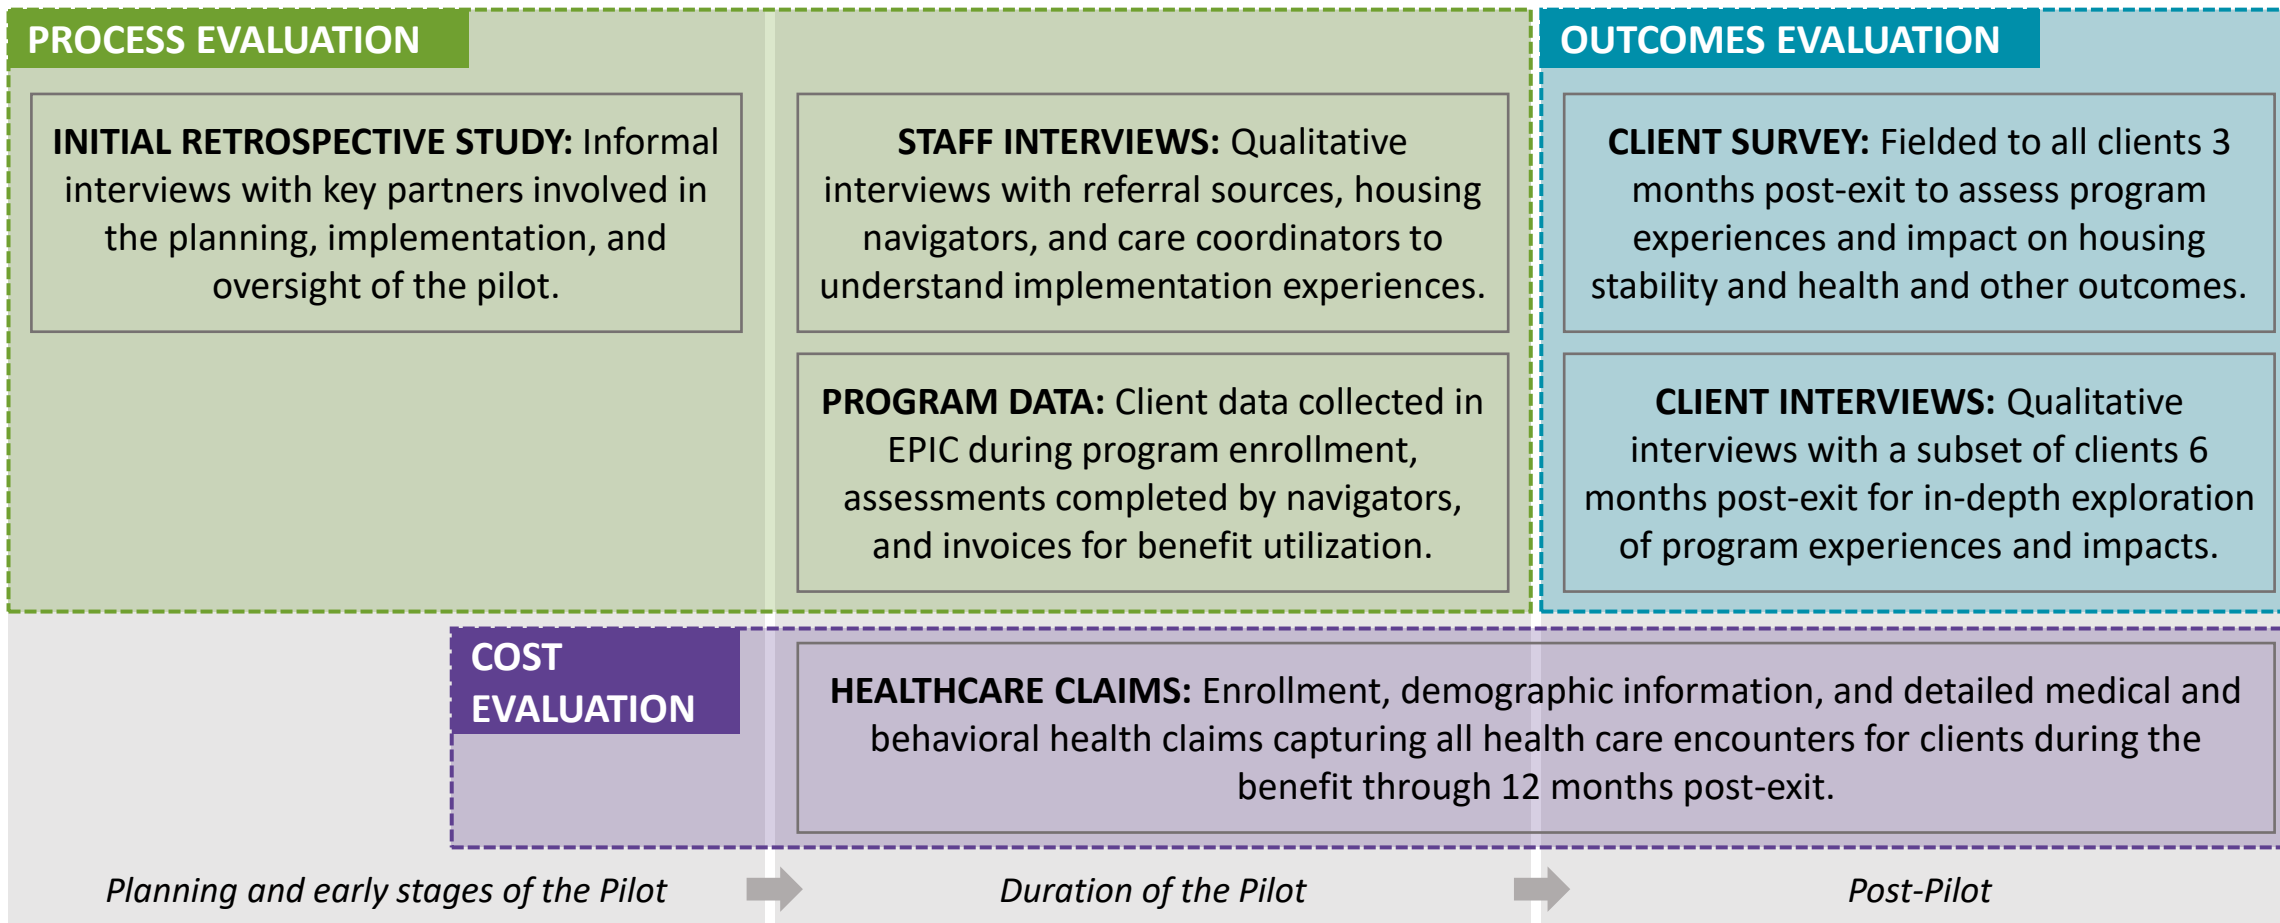 PROCESS EVALUATION
INITIAL RETROSPECTIVE STUDY: Informal
interviews with key partners involved in
the planning, implementation, and
oversight of the pilot.
STAFF INTERVIEWS: Qualitative
interviews with referral sources, housing
navigators, and care coordinators to
understand implementation experiences.
PROGRAM DATA: Client data collected in
EPIC during program enrollment,
assessments completed by navigators,
and invoices for benefit utilization.
OUTCOMES EVALUATION
CLIENT SURVEY: Fielded to all clients 3
months post-exit to assess program
experiences and impact on housing
stability and health and other outcomes.
CLIENT INTERVIEWS: Qualitative
interviews with a subset of clients 6
months post-exit for in-depth exploration
of program experiences and impacts.
COST
EVALUATION
HEALTHCARE CLAIMS: Enrollment, demographic information, and detailed medical and
behavioral health claims capturing all health care encounters for clients during the
benefit through 12 months post-exit.
Planning and early stages of the Pilot
Duration of the Pilot
Post-Pilot